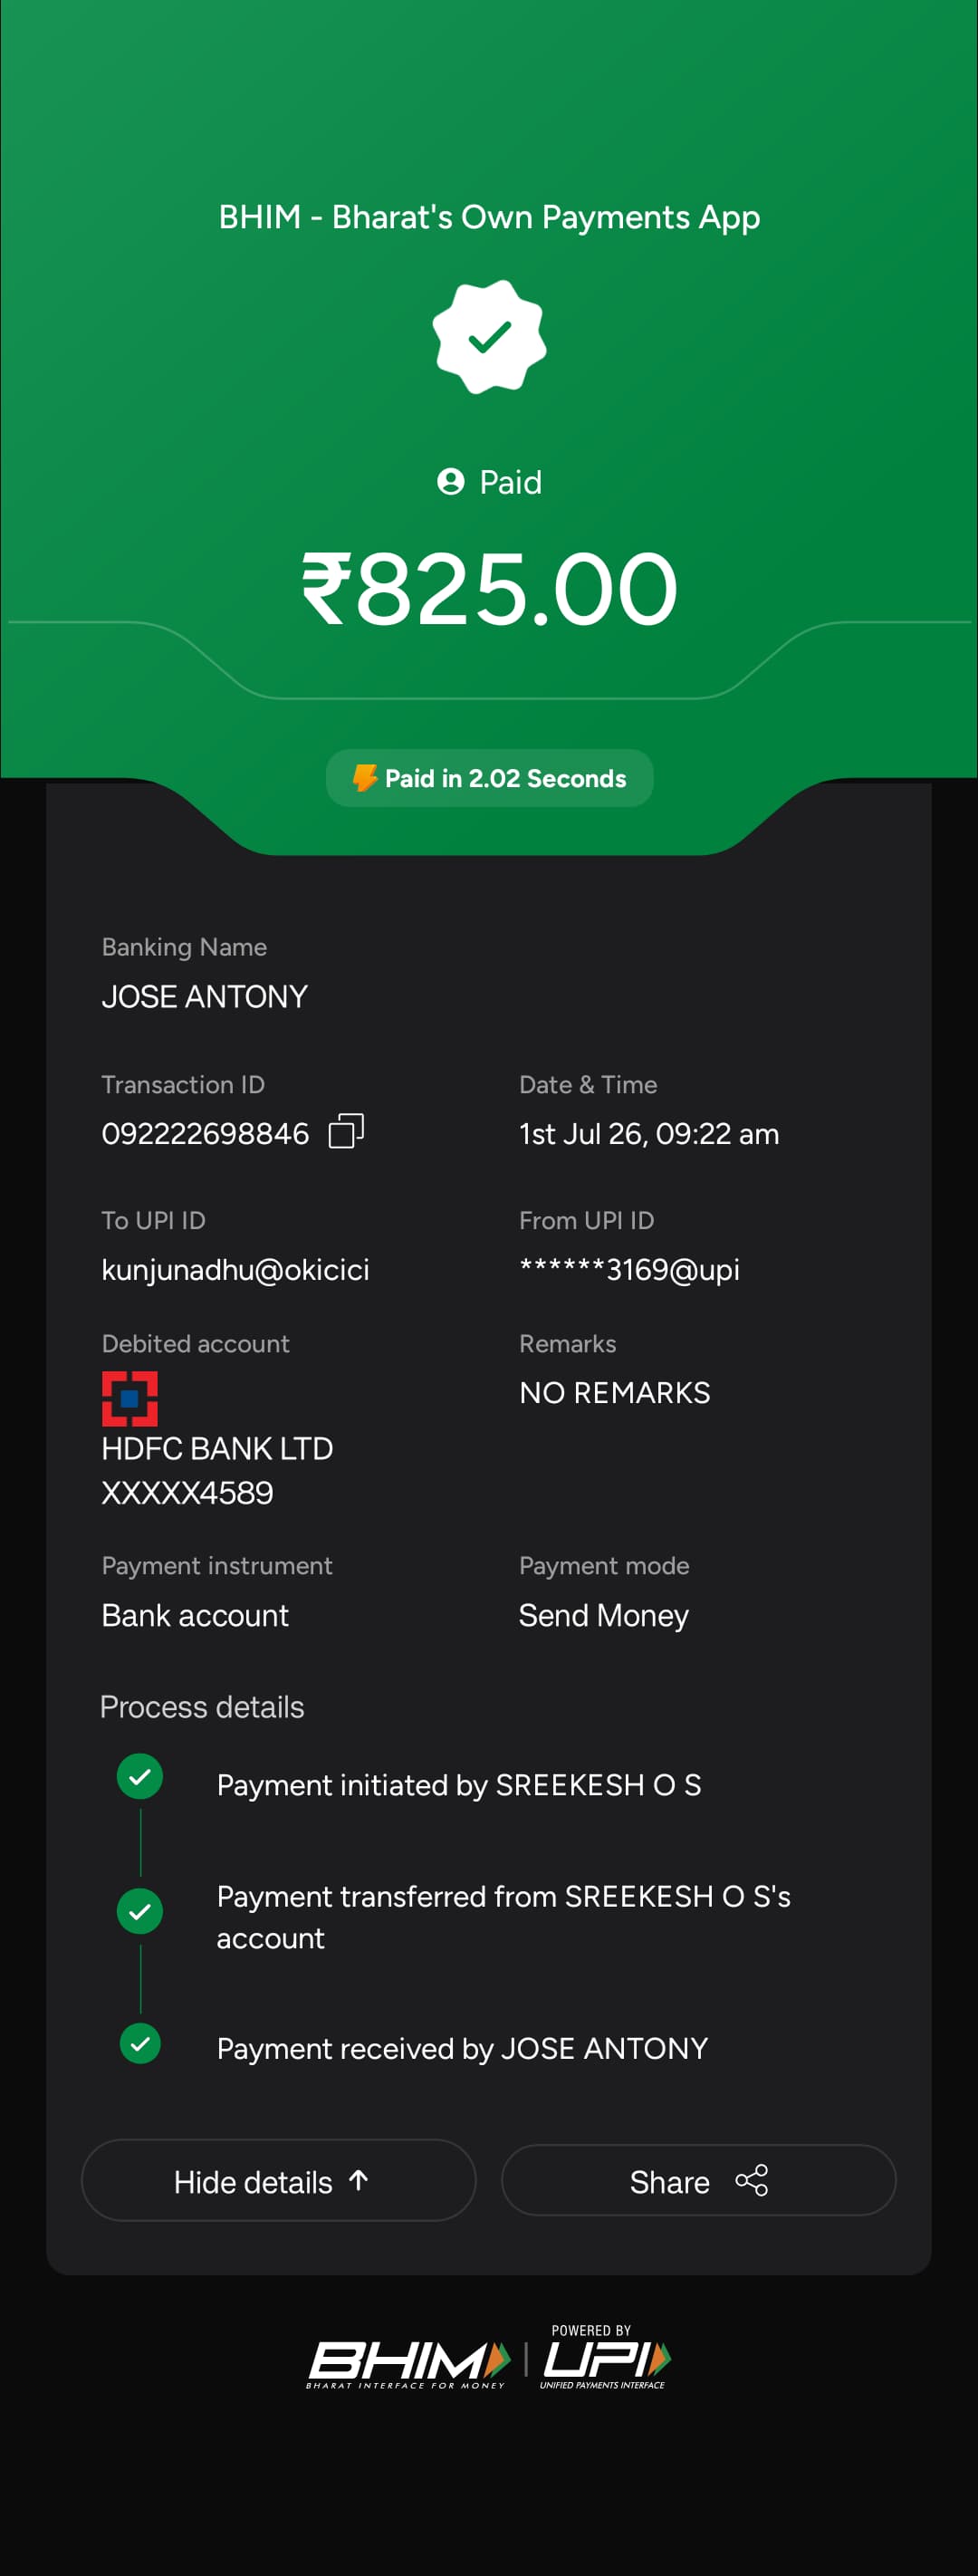 BHIM - Bharat's Own Payments App
Paid
₹825.00
Paid in 2.02 Seconds
Banking Name
JOSE ANTONY
Transaction ID
092222698846
Date & Time
1st Jul 26, 09:22 am
To UPI ID
kunjunadhu@okicici
From UPI ID
******3169@upi
Debited account
HDFC BANK LTD
XXXXX4589
Remarks
NO REMARKS
Payment instrument
Bank account
Payment mode
Send Money
Process details
Payment initiated by SREEKESH O S
Payment transferred from SREEKESH O S's
account
Payment received by JOSE ANTONY
Hide details
Share
BHIM
BHARAT INTERFACE FOR MONEY
POWERED BY
UPI
UNIFIED PAYMENTS INTERFACE